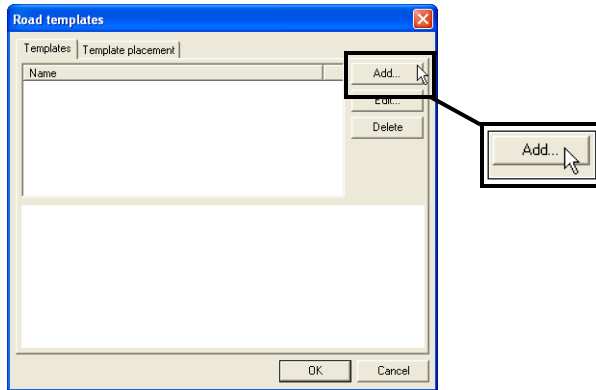 Road templates
Templates Template placement
Name
Add...
Edit...
Delete
Add...
OK Cancel